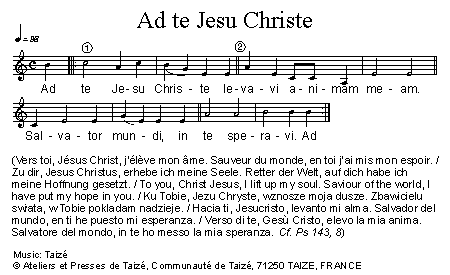 Ad te Jesu Christe
♩ = 96
① ②
Ad te Je-su Chris-te le-va-vi a-ni-mam me-am.
Sal-va-tor mun-di, in te spe-ra-vi. Ad
(Vers toi, Jésus Christ, j'élève mon âme. Sauveur du monde, en toi j'ai mis mon espoir. /
Zu dir, Jesus Christus, erhebe ich meine Seele. Retter der Welt, auf dich habe ich
meine Hoffnung gesetzt. / To you, Christ Jesus, I lift up my soul. Saviour of the world, I
have put my hope in you. / Ku Tobie, Jezu Chryste, wznosze moja dusze. Zbawicielu
swiata, w Tobie pokladam nadzieje. / Hacia ti, Jesucristo, levanto mi alma. Salvador del
mundo, en ti he puesto mi esperanza. / Verso di te, Gesù Cristo, elevo la mia anima.
Salvatore del mondo, in te ho messo la mia speranza. Cf. Ps 143, 8)
Music: Taizé
© Ateliers et Presses de Taizé, Communauté de Taizé, 71250 TAIZE, FRANCE